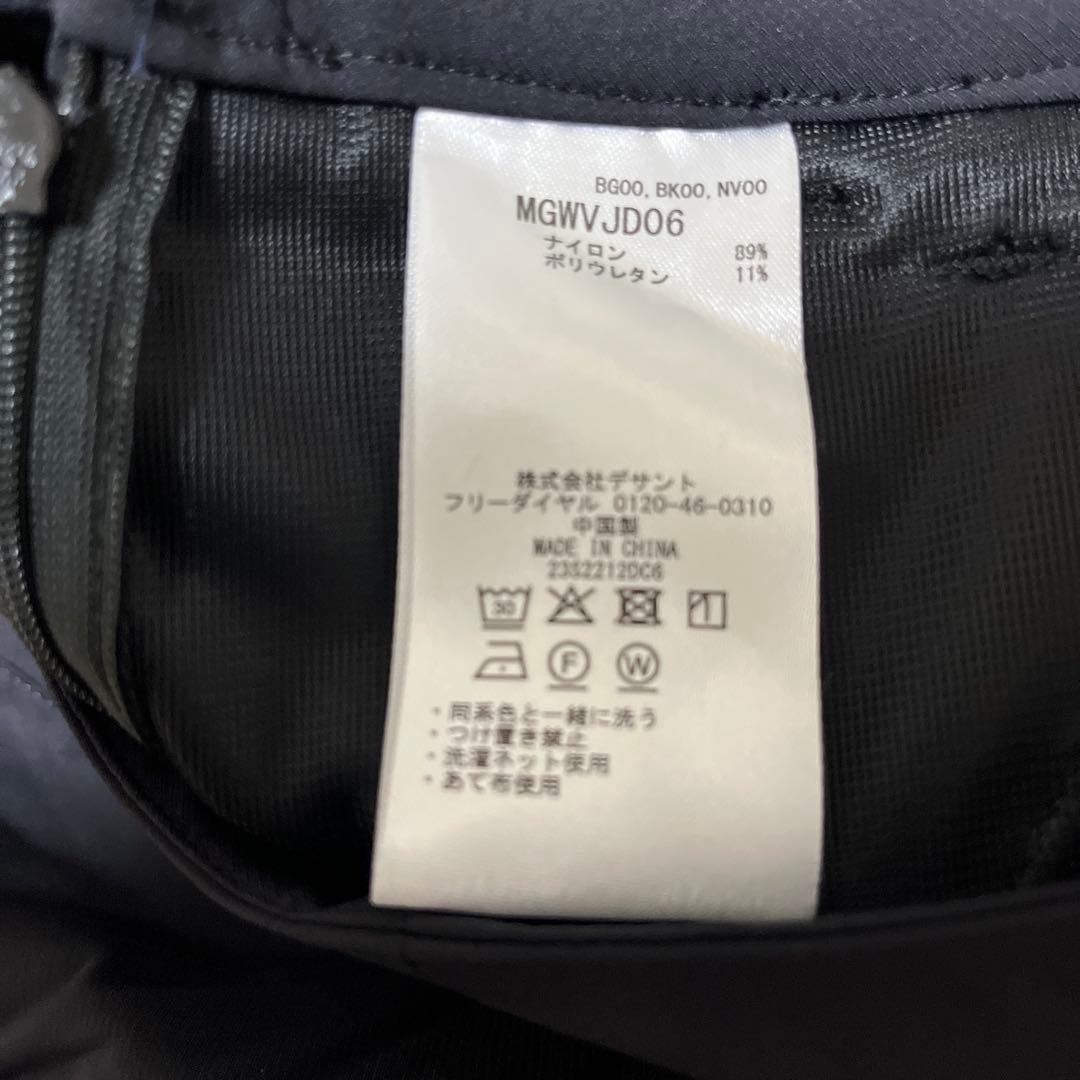 BG00, BK00, NV00
MGWVJD06
ナイロン 89%
ポリウレタン 11%
株式会社デサント
フリーダイヤル 0120-46-0310
中国製
MADE IN CHINA
23S2212DC6
30 1
F W
・同系色と一緒に洗う
・つけ置き禁止
・洗濯ネット使用
・あて布使用